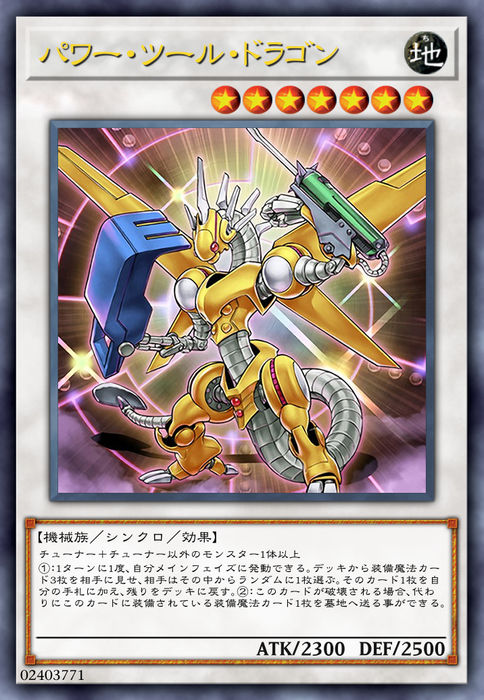 パワー・ツール・ドラゴン
ち
地
【機械族／シンクロ／効果】
チューナー＋チューナー以外のモンスター1体以上
①:1ターンに1度、自分メインフェイズに発動できる。デッキから装備魔法カー
ド3枚を相手に見せ、相手はその中からランダムに1枚選ぶ。そのカード1枚を自
分の手札に加え、残りをデッキに戻す。②:このカードが破壊される場合、代わ
りにこのカードに装備されている装備魔法カード1枚を墓地へ送る事ができる。
ATK/2300 DEF/2500
02403771